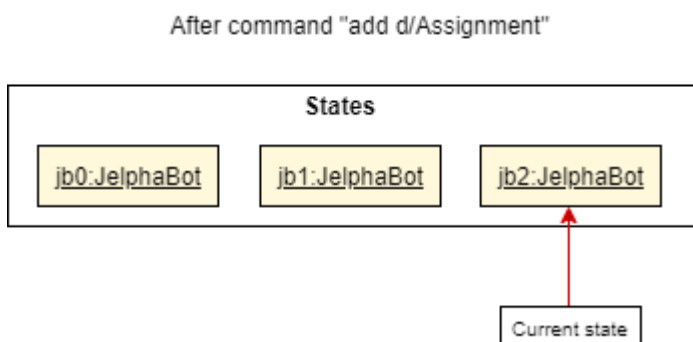 After command "add d/Assignment"
States
jb0:JelphaBot
jb1:JelphaBot
jb2:JelphaBot
Current state